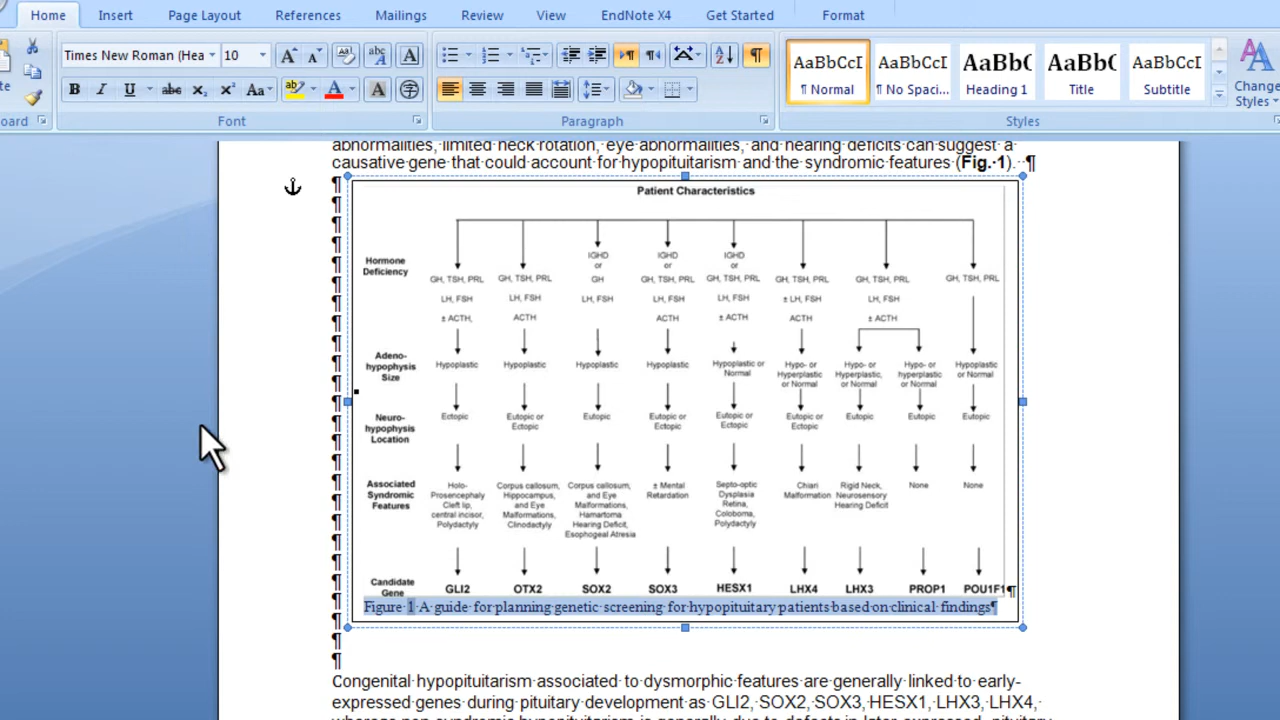 Home Insert Page Layout References Mailings Review View EndNote X4 Get Started Format
Times New Roman (Hea 10
AaBbCcI AaBbCcI AaBbC AaBbC AaBbCcI
¶ Normal ¶ No Spaci... Heading 1 Title Subtitle
Change
Styles
oard Font Paragraph Styles
abnormalities, limited neck rotation, eye abnormalities, and hearing deficits can suggest a
causative gene that could account for hypopituitarism and the syndromic features (Fig. 1). ¶
Patient Characteristics
Hormone
Deficiency
GH, TSH, PRL
LH, FSH
± ACTH,
GH, TSH, PRL
LH, FSH
ACTH
IGHD
or
GH
LH, FSH
IGHD
or
GH, TSH, PRL
LH, FSH
ACTH
IGHD
or
GH, TSH, PRL
LH, FSH
± ACTH
GH, TSH, PRL
± LH, FSH
ACTH
GH, TSH, PRL
LH, FSH
± ACTH
GH, TSH, PRL
Adeno-
hypophysis
Size
Hypoplastic
Hypoplastic
Hypoplastic
Hypoplastic
Hypoplastic or
Normal
Hypo- or
Hyperplastic
or Normal
Hypo- or
Hyperplastic,
or Normal
Hypo- or
hyperplastic
or Normal
Hypoplastic
or Normal
Neuro-
hypophysis
Location
Ectopic
Eutopic or
Ectopic
Eutopic
Eutopic or
Ectopic
Eutopic or
Ectopic
Eutopic or
Ectopic
Eutopic
Eutopic
Eutopic
Associated
Syndromic
Features
Holo-
Prosencephaly
Cleft lip,
central incisor,
Polydactyly
Corpus callosum,
Hippocampus,
and Eye
Malformations,
Clinodactyly
Corpus callosum,
and Eye
Malformations,
Hamartoma
Hearing Deficit,
Esophogeal Atresia
± Mental
Retardation
Septo-optic
Dysplasia
Retina,
Coloboma,
Polydactyly
Chiari
Malformation
Rigid Neck,
Neurosensory
Hearing Deficit
None
None
Candidate
Gene
GLI2 OTX2 SOX2 SOX3 HESX1 LHX4 LHX3 PROP1 POU1F1¶
Figure 1 A guide for planning genetic screening for hypopituitary patients based on clinical findings¶
Congenital hypopituitarism associated to dysmorphic features are generally linked to early-
expressed genes during pituitary development as GLI2, SOX2, SOX3, HESX1, LHX3, LHX4,